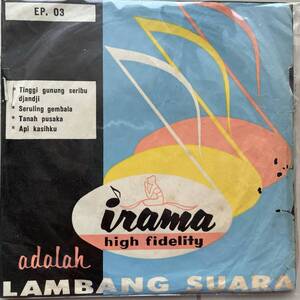 EP. 03
• Tinggi gunung seribu
djandji
• Seruling gembala
• Tanah pusaka
• Api kasihku
irama
high fidelity
adalah
LAMBANG SUARA